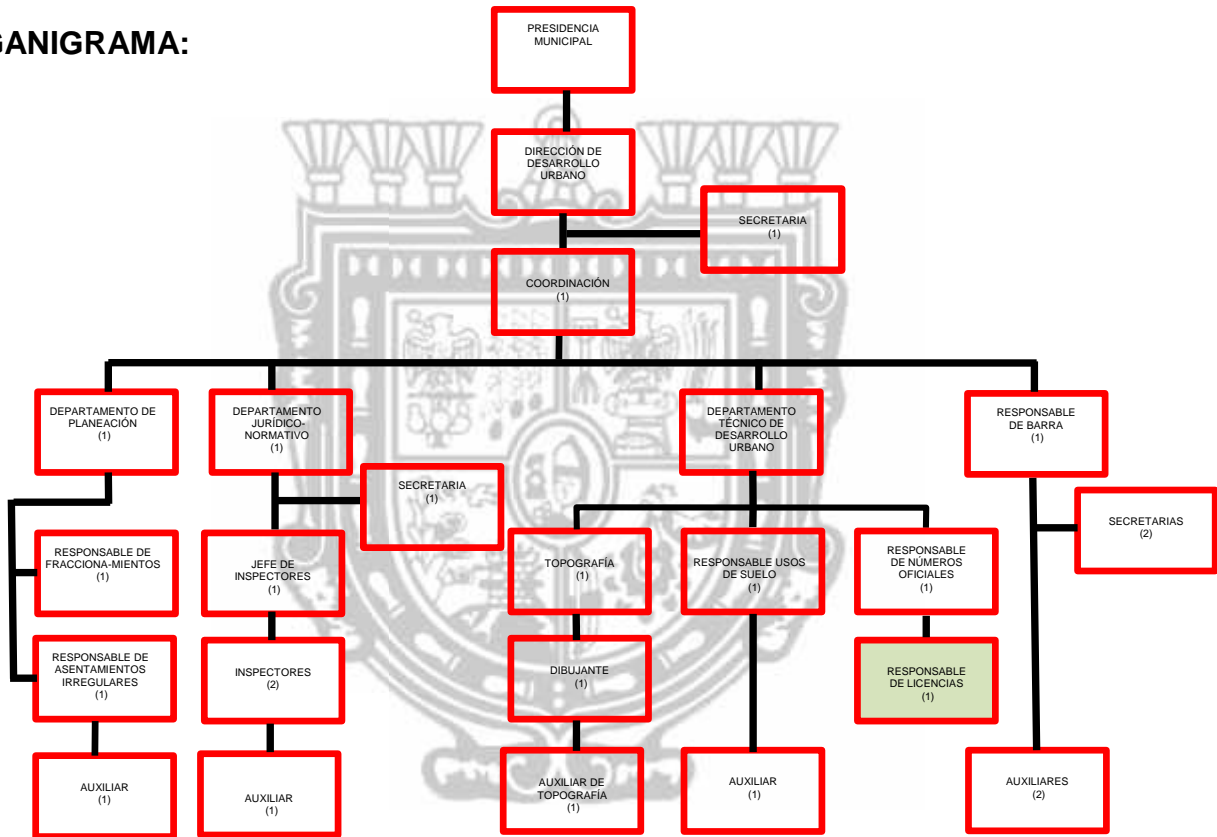 GANIGRAMA:
PRESIDENCIA
MUNICIPAL
DIRECCIÓN DE
DESARROLLO
URBANO
SECRETARIA
(1)
COORDINACIÓN
(1)
DEPARTAMENTO DE
PLANEACIÓN
(1)
DEPARTAMENTO
JURÍDICO-
NORMATIVO
(1)
DEPARTAMENTO
TÉCNICO DE
DESARROLLO
URBANO
RESPONSABLE
DE BARRA
(1)
SECRETARIA
(1)
SECRETARIAS
(2)
RESPONSABLE DE
FRACCIONA-MIENTOS
(1)
JEFE DE
INSPECTORES
(1)
TOPOGRAFÍA
(1)
RESPONSABLE USOS
DE SUELO
(1)
RESPONSABLE
DE NÚMEROS
OFICIALES
(1)
RESPONSABLE DE
ASENTAMIENTOS
IRREGULARES
(1)
INSPECTORES
(2)
DIBUJANTE
(1)
RESPONSABLE
DE LICENCIAS
(1)
AUXILIAR
(1)
AUXILIAR
(1)
AUXILIAR DE
TOPOGRAFÍA
(1)
AUXILIAR
(1)
AUXILIARES
(2)